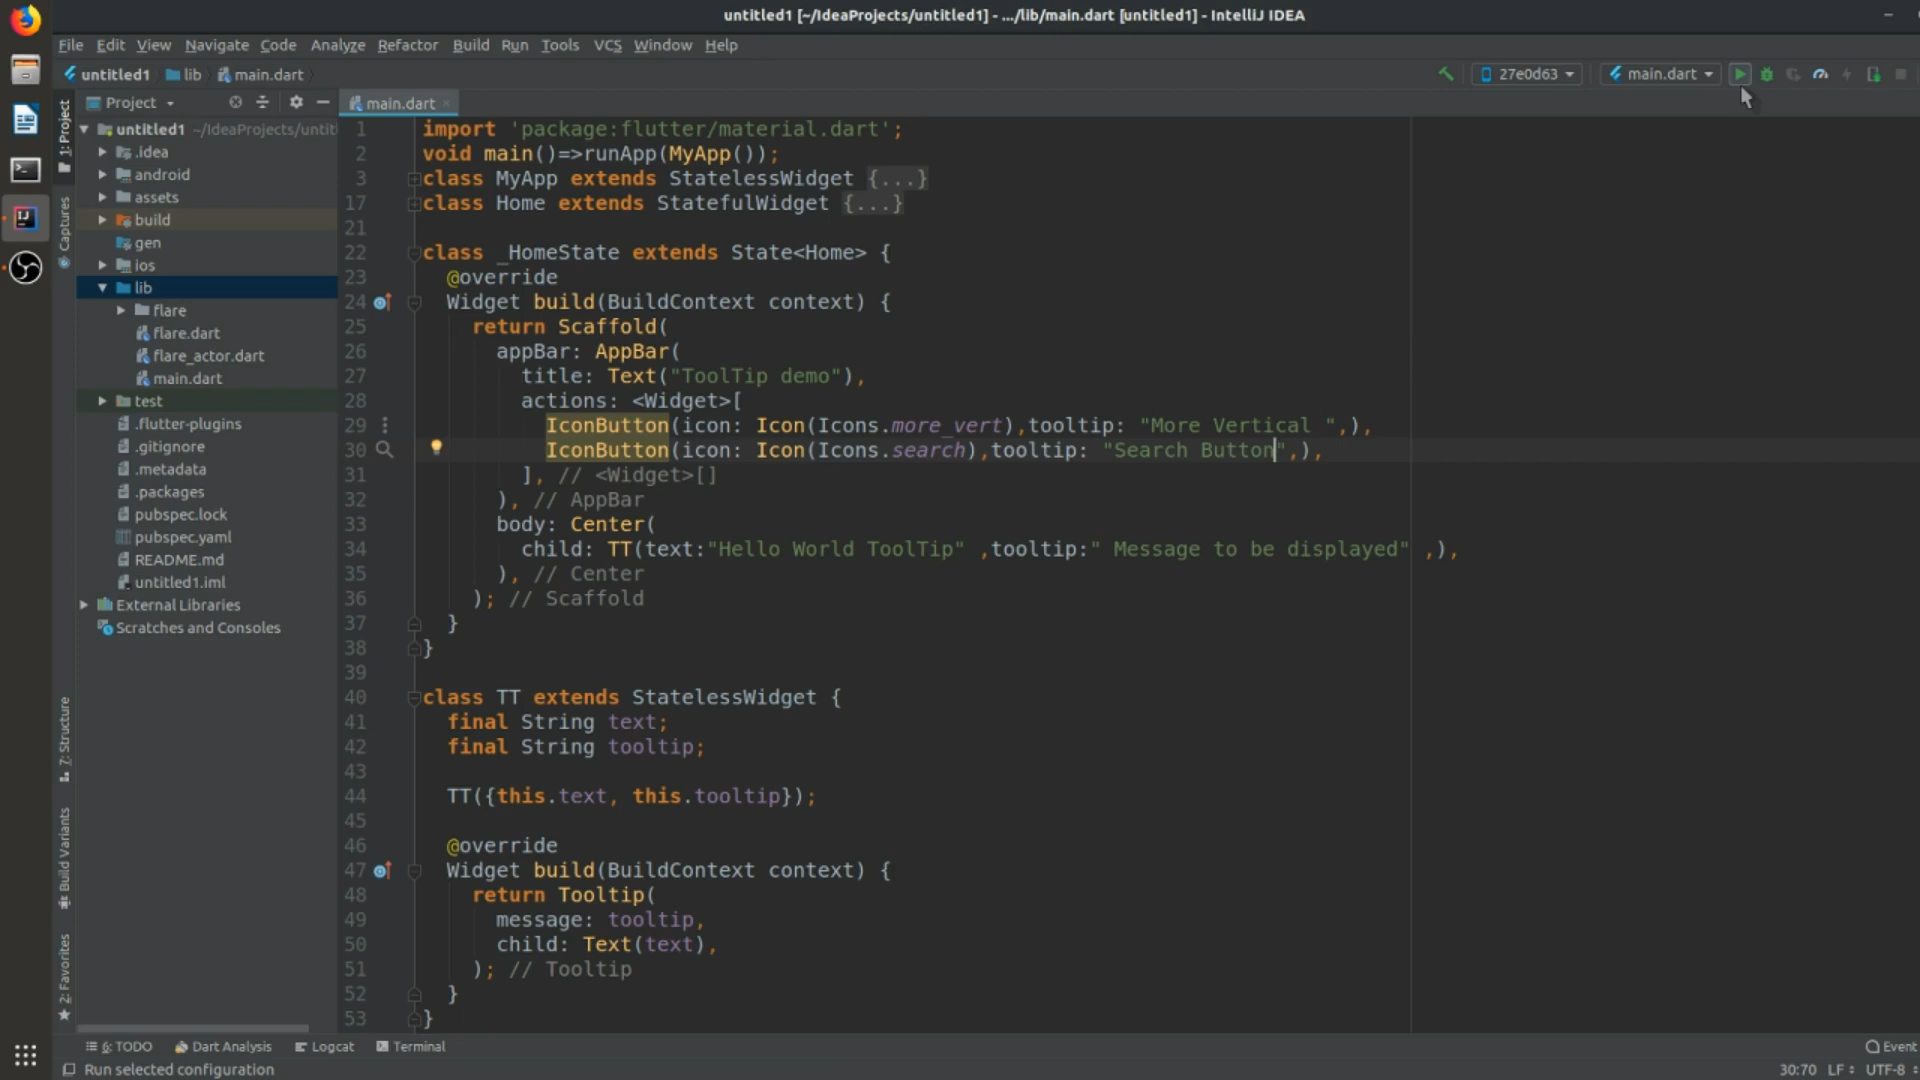 untitled1 [~/IdeaProjects/untitled1] - .../lib/main.dart [untitled1] - IntelliJ IDEA
File Edit View Navigate Code Analyze Refactor Build Run Tools VCS Window Help
untitled1 lib main.dart 27e0d63 main.dart
Project main.dart
1: Project
Captures
7: Structure
Build Variants
2: Favorites
untitled1 ~/IdeaProjects/untit
.idea
android
assets
build
gen
ios
lib
flare
flare.dart
flare_actor.dart
main.dart
test
.flutter-plugins
.gitignore
.metadata
.packages
pubspec.lock
pubspec.yaml
README.md
untitled1.iml
External Libraries
Scratches and Consoles
1 import 'package:flutter/material.dart';
2 void main()=>runApp(MyApp());
3 class MyApp extends StatelessWidget {...}
17 class Home extends StatefulWidget {...}
21
22 class _HomeState extends State<Home> {
23 @override
24 Widget build(BuildContext context) {
25 return Scaffold(
26 appBar: AppBar(
27 title: Text("ToolTip demo"),
28 actions: <Widget>[
29 IconButton(icon: Icon(Icons.more_vert),tooltip: "More Vertical ",),
30 IconButton(icon: Icon(Icons.search),tooltip: "Search Button",),
31 ], // <Widget>[]
32 ), // AppBar
33 body: Center(
34 child: TT(text:"Hello World ToolTip" ,tooltip:" Message to be displayed" ,),
35 ), // Center
36 ); // Scaffold
37 }
38 }
39
40 class TT extends StatelessWidget {
41 final String text;
42 final String tooltip;
43
44 TT({this.text, this.tooltip});
45
46 @override
47 Widget build(BuildContext context) {
48 return Tooltip(
49 message: tooltip,
50 child: Text(text),
51 ); // Tooltip
52 }
53 }
6: TODO Dart Analysis Logcat Terminal Event
Run selected configuration 30:70 LF UTF-8